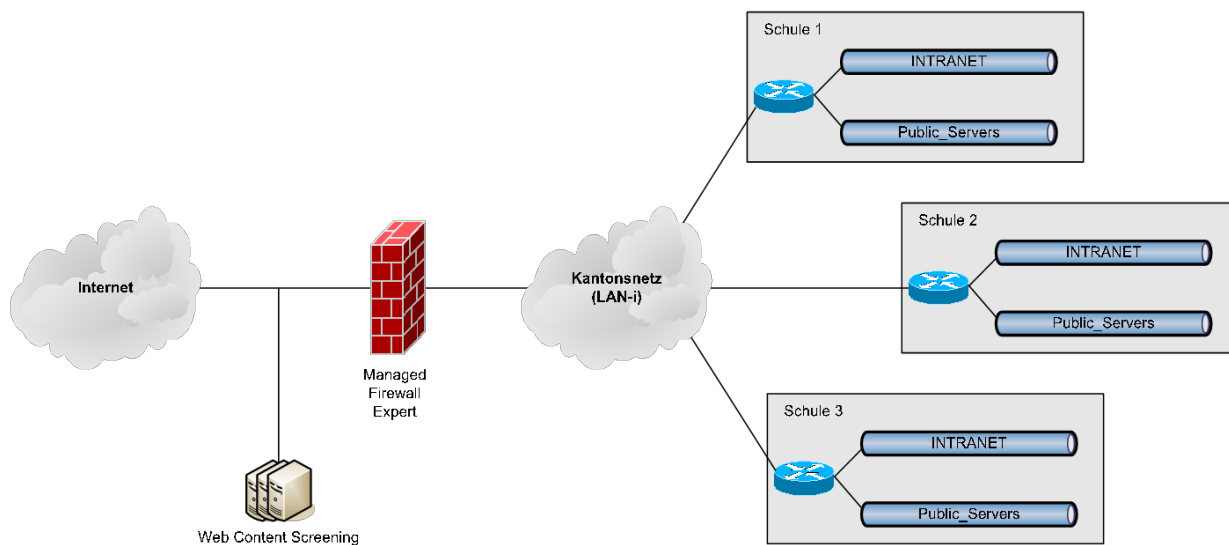 Schule 1
INTRANET
Public_Servers
Schule 2
INTRANET
Public_Servers
Internet
Kantonsnetz
(LAN-i)
Managed
Firewall
Expert
Schule 3
INTRANET
Public_Servers
Web Content Screening